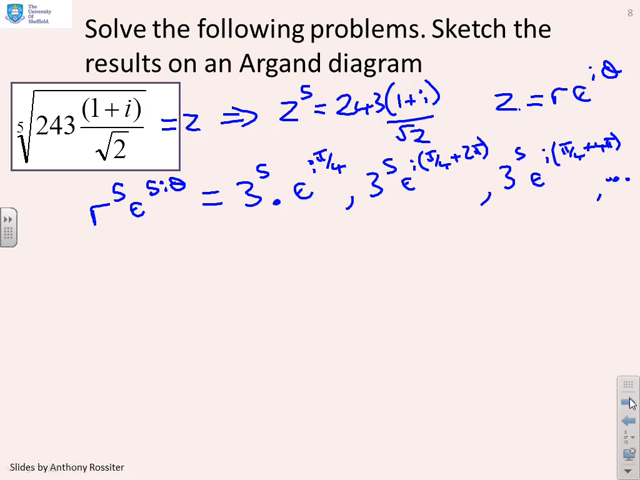 The University Of Sheffield.
8
Solve the following problems. Sketch the
results on an Argand diagram
⁵√(243 (1+i)/√2) = z ⇒ z⁵ = 243(1+i)/√2 z = re^{iθ}
r⁵e^{5iθ} = 3⁵·e^{iπ/4}, 3⁵e^{i(π/4+2π)}, 3⁵e^{i(π/4+4π)}, ...
Slides by Anthony Rossiter